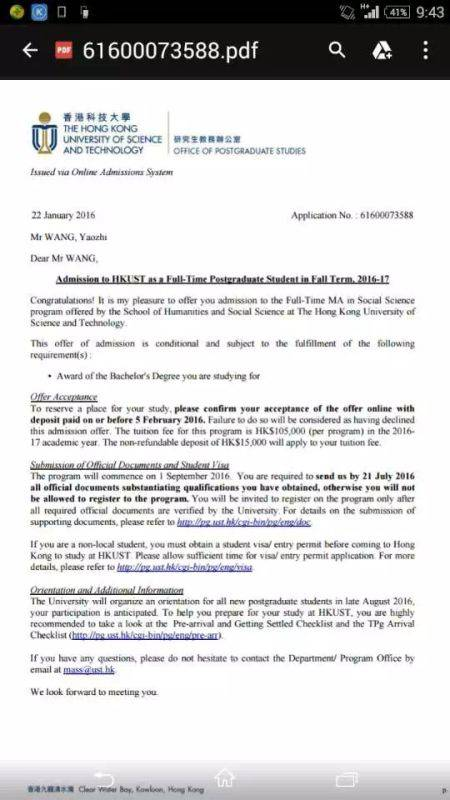 41% 9:43
61600073588.pdf
PDF
香港科技大學
THE HONG KONG
UNIVERSITY OF SCIENCE
AND TECHNOLOGY
研究生教務辦公室
OFFICE OF POSTGRADUATE STUDIES
Issued via Online Admissions System
22 January 2016 Application No. : 61600073588
Mr WANG, Yaozhi
Dear Mr WANG,
Admission to HKUST as a Full-Time Postgraduate Student in Fall Term, 2016-17
Congratulations! It is my pleasure to offer you admission to the Full-Time MA in Social Science
program offered by the School of Humanities and Social Science at The Hong Kong University of
Science and Technology.
This offer of admission is conditional and subject to the fulfillment of the following
requirement(s) :
• Award of the Bachelor's Degree you are studying for
Offer Acceptance
To reserve a place for your study, please confirm your acceptance of the offer online with
deposit paid on or before 5 February 2016. Failure to do so will be considered as having declined
this admission offer. The tuition fee for this program is HK$105,000 (per program) in the 2016-
17 academic year. The non-refundable deposit of HK$15,000 will apply to your tuition fee.
Submission of Official Documents and Student Visa
The program will commence on 1 September 2016. You are required to send us by 21 July 2016
all official documents substantiating qualifications you have obtained, otherwise you will not
be allowed to register to the program. You will be invited to register on the program only after
all required official documents are verified by the University. For details on the submission of
supporting documents, please refer to http://pg.ust.hk/cgi-bin/pg/eng/doc.
If you are a non-local student, you must obtain a student visa/ entry permit before coming to Hong
Kong to study at HKUST. Please allow sufficient time for visa/ entry permit application. For more
details, please refer to http://pg.ust.hk/cgi-bin/pg/eng/visa.
Orientation and Additional Information
The University will organize an orientation for all new postgraduate students in late August 2016,
your participation is anticipated. To help you prepare for your study at HKUST, you are highly
recommended to take a look at the Pre-arrival and Getting Settled Checklist and the TPg Arrival
Checklist (http://pg.ust.hk/cgi-bin/pg/eng/pre-arr).
If you have any questions, please do not hesitate to contact the Department/ Program Office by
email at mass@ust.hk.
We look forward to meeting you.
香港九龍清水灣 Clear Water Bay, Kowloon, Hong Kong